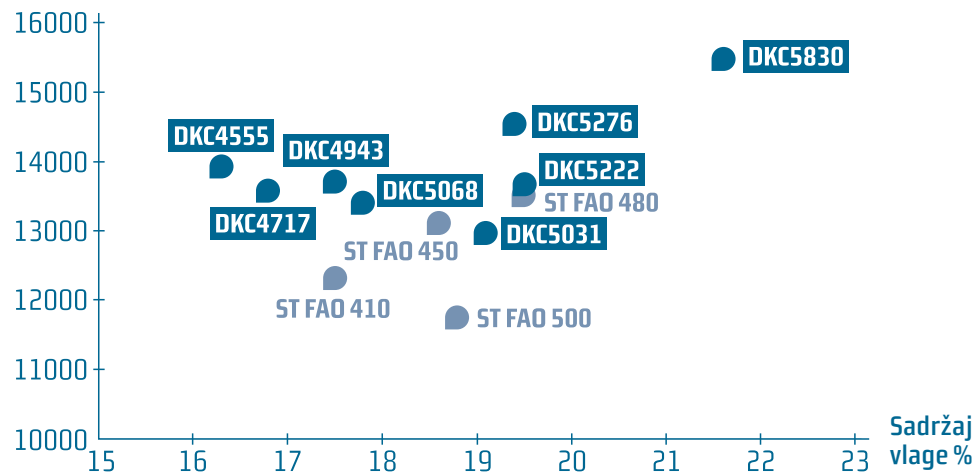 16000
DKC5830
15000
DKC5276
DKC4555
DKC4943
14000
DKC5222
DKC5068
ST FAO 480
DKC4717
13000
DKC5031
ST FAO 450
12000
ST FAO 410
ST FAO 500
11000
10000
Sadržaj
vlage %
15 16 17 18 19 20 21 22 23